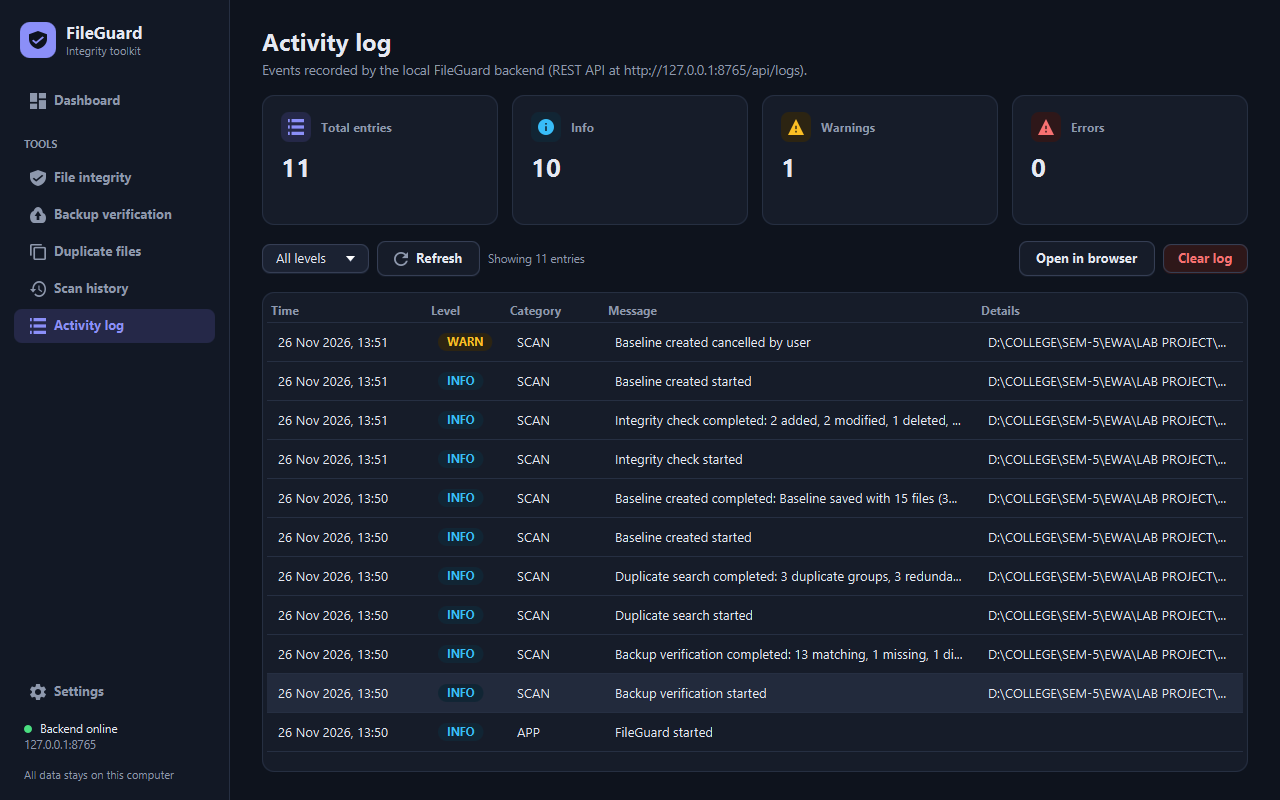 FileGuard
Integrity toolkit
Dashboard
TOOLS
File integrity
Backup verification
Duplicate files
Scan history
Activity log
Settings
Backend online
127.0.0.1:8765
All data stays on this computer
Activity log
Events recorded by the local FileGuard backend (REST API at http://127.0.0.1:8765/api/logs).
Total entries
11
Info
10
Warnings
1
Errors
0
All levels
Refresh
Showing 11 entries
Open in browser
Clear log
Time Level Category Message Details
26 Nov 2026, 13:51 WARN SCAN Baseline created cancelled by user D:\COLLEGE\SEM-5\EWA\LAB PROJECT\...
26 Nov 2026, 13:51 INFO SCAN Baseline created started D:\COLLEGE\SEM-5\EWA\LAB PROJECT\...
26 Nov 2026, 13:51 INFO SCAN Integrity check completed: 2 added, 2 modified, 1 deleted, ... D:\COLLEGE\SEM-5\EWA\LAB PROJECT\...
26 Nov 2026, 13:51 INFO SCAN Integrity check started D:\COLLEGE\SEM-5\EWA\LAB PROJECT\...
26 Nov 2026, 13:50 INFO SCAN Baseline created completed: Baseline saved with 15 files (3... D:\COLLEGE\SEM-5\EWA\LAB PROJECT\...
26 Nov 2026, 13:50 INFO SCAN Baseline created started D:\COLLEGE\SEM-5\EWA\LAB PROJECT\...
26 Nov 2026, 13:50 INFO SCAN Duplicate search completed: 3 duplicate groups, 3 redunda... D:\COLLEGE\SEM-5\EWA\LAB PROJECT\...
26 Nov 2026, 13:50 INFO SCAN Duplicate search started D:\COLLEGE\SEM-5\EWA\LAB PROJECT\...
26 Nov 2026, 13:50 INFO SCAN Backup verification completed: 13 matching, 1 missing, 1 di... D:\COLLEGE\SEM-5\EWA\LAB PROJECT\...
26 Nov 2026, 13:50 INFO SCAN Backup verification started D:\COLLEGE\SEM-5\EWA\LAB PROJECT\...
26 Nov 2026, 13:50 INFO APP FileGuard started